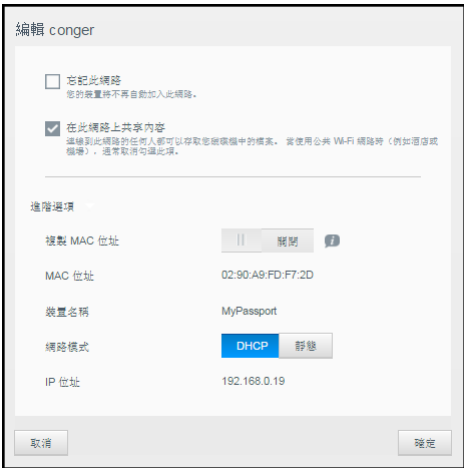 編輯 conger
忘記此網路
您的裝置將不再自動加入此網路。
在此網路上共享內容
連線到此網路的任何人都可以存取您磁碟機中的檔案。 當使用公共 Wi-Fi 網路時（例如酒店或
機場），通常取消勾選此項。
進階選項
複製 MAC 位址
關閉
MAC 位址
02:90:A9:FD:F7:2D
裝置名稱
MyPassport
網路模式
DHCP
靜態
IP 位址
192.168.0.19
取消
確定